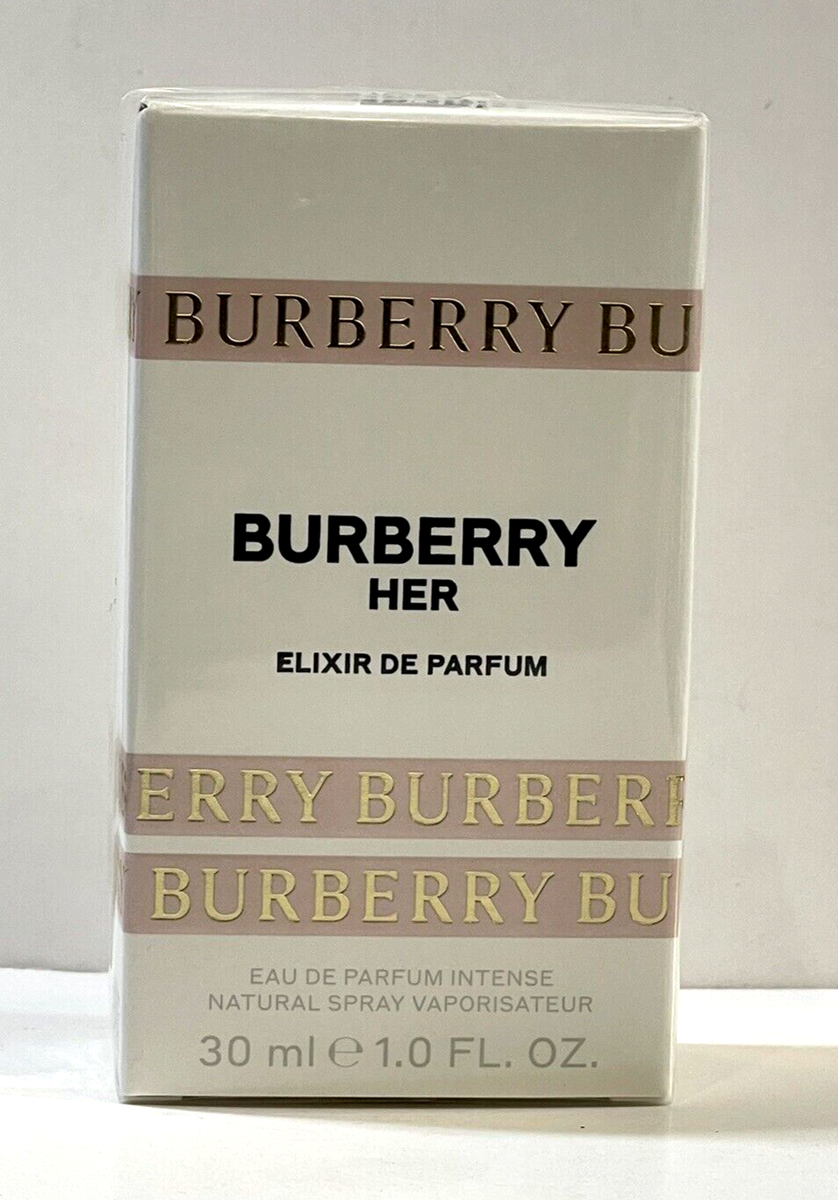 BURBERRY BU
BURBERRY
HER
ELIXIR DE PARFUM
ERRY BURBER
BURBERRY BU
EAU DE PARFUM INTENSE
NATURAL SPRAY VAPORISATEUR
30 ml ℮ 1.0 FL. OZ.